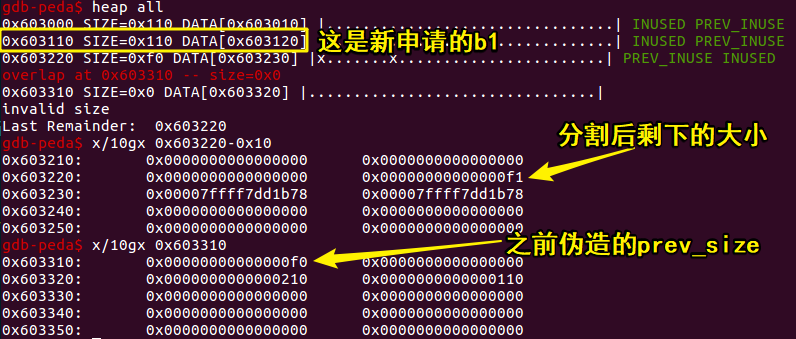 gdb-peda$ heap all
0x603000 SIZE=0x110 DATA[0x603010] |................................| INUSED PREV_INUSE
0x603110 SIZE=0x110 DATA[0x603120] 这是新申请的b1..............| INUSED PREV_INUSE
0x603220 SIZE=0xf0 DATA[0x603230] |x.......x.......................| PREV_INUSE INUSED
overlap at 0x603310 -- size=0x0
0x603310 SIZE=0x0 DATA[0x603320] |................................|
invalid size
Last Remainder:  0x603220
分割后剩下的大小
gdb-peda$ x/10gx 0x603220-0x10
0x603210:	0x0000000000000000	0x0000000000000000
0x603220:	0x0000000000000000	0x00000000000000f1
0x603230:	0x00007ffff7dd1b78	0x00007ffff7dd1b78
0x603240:	0x0000000000000000	0x0000000000000000
0x603250:	0x0000000000000000	0x0000000000000000
gdb-peda$ x/10gx 0x603310
之前伪造的prev_size
0x603310:	0x00000000000000f0	0x0000000000000000
0x603320:	0x0000000000000210	0x0000000000000110
0x603330:	0x0000000000000000	0x0000000000000000
0x603340:	0x0000000000000000	0x0000000000000000
0x603350:	0x0000000000000000	0x0000000000000000